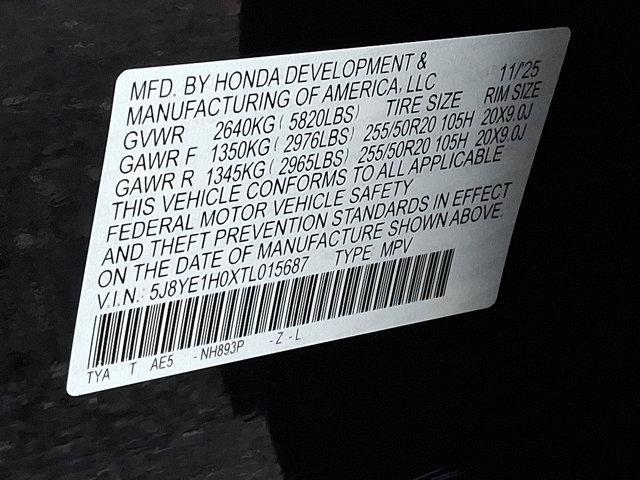 MFD. BY HONDA DEVELOPMENT &
MANUFACTURING OF AMERICA, LLC 11/'25
GVWR 2640KG ( 5820LBS) TIRE SIZE RIM SIZE
GAWR F 1350KG ( 2976LBS) 255/50R20 105H 20X9.0J
GAWR R 1345KG ( 2965LBS) 255/50R20 105H 20X9.0J
THIS VEHICLE CONFORMS TO ALL APPLICABLE
FEDERAL MOTOR VEHICLE SAFETY
AND THEFT PREVENTION STANDARDS IN EFFECT
ON THE DATE OF MANUFACTURE SHOWN ABOVE.
V.I.N.: 5J8YE1H0XTL015687 TYPE MPV
TYA T AE5 - NH893P - Z - L